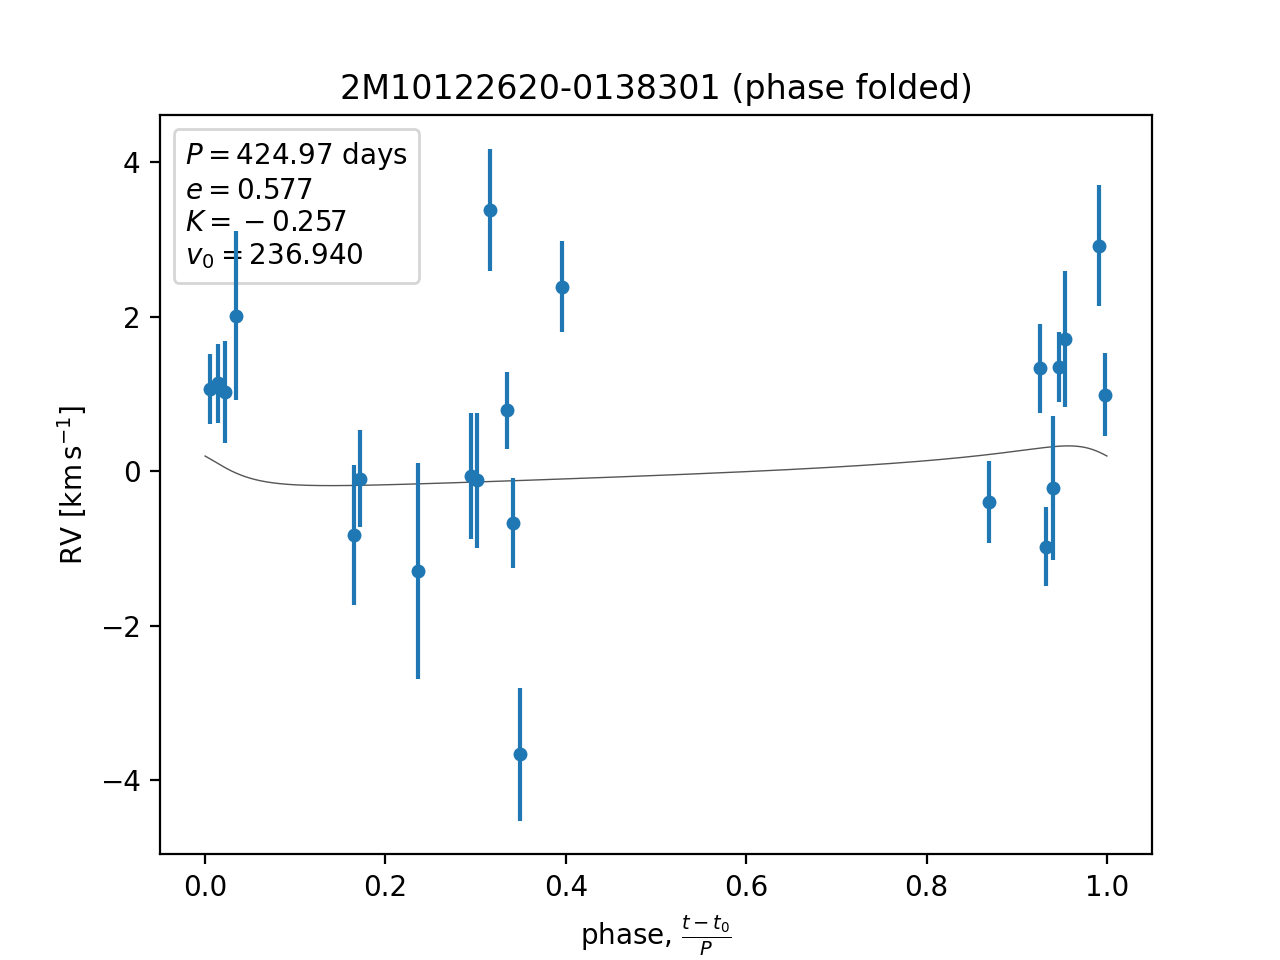 2M10122620-0138301 (phase folded)
P = 424.97 days
e = 0.577
K = −0.257
v₀ = 236.940
RV [km s⁻¹]
4
2
0
−2
−4
0.0 0.2 0.4 0.6 0.8 1.0
phase, (t − t₀)/P